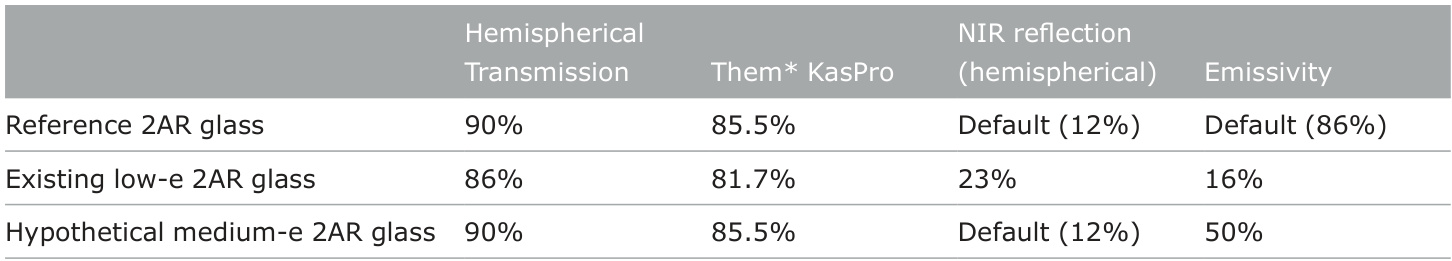 Hemispherical Transmission Them* KasPro NIR reflection (hemispherical) Emissivity
Reference 2AR glass 90% 85.5% Default (12%) Default (86%)
Existing low-e 2AR glass 86% 81.7% 23% 16%
Hypothetical medium-e 2AR glass 90% 85.5% Default (12%) 50%